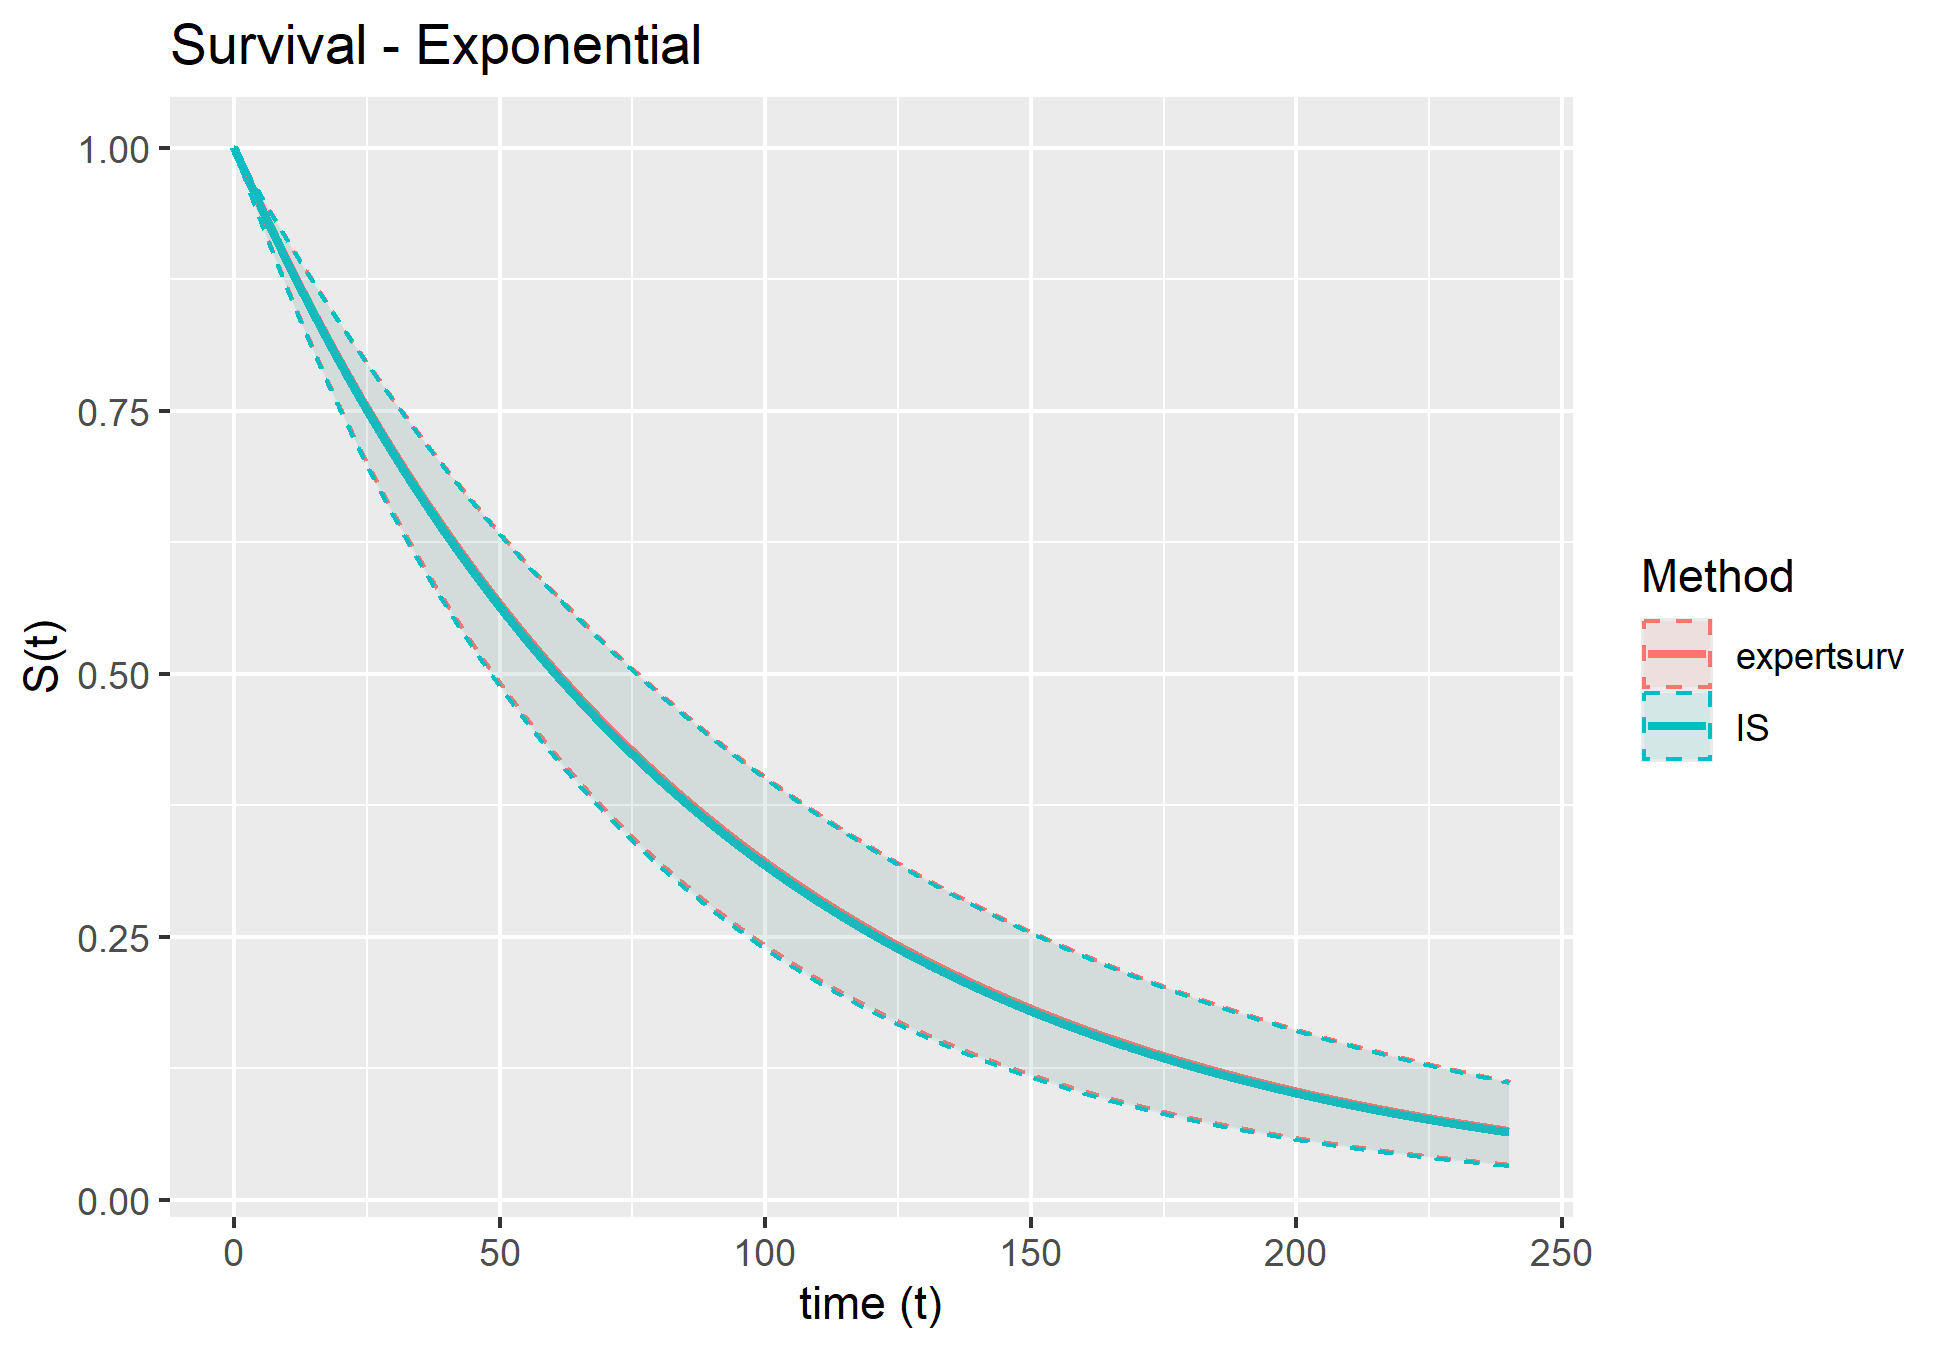 Survival - Exponential
1.00
0.75
0.50
0.25
0.00
S(t)
0 50 100 150 200 250
time (t)
Method
expertsurv
IS